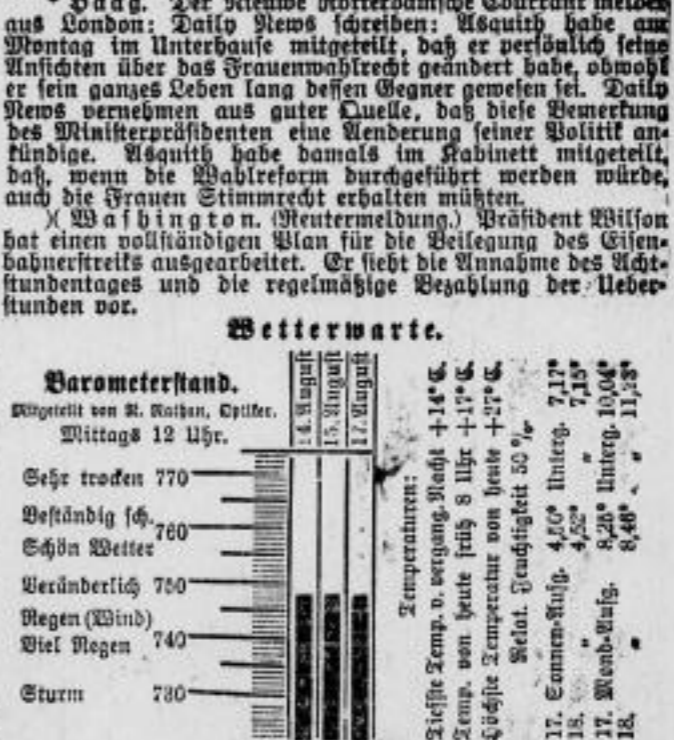 Haag. Der Nieuwe Rotterdamsche Courant meldet
aus London: Daily News schreiben: Asquith habe am
Montag im Unterhause mitgeteilt, daß er persönlich seine
Ansichten über das Frauenwahlrecht geändert habe, obwohl
er sein ganzes Leben lang dessen Gegner gewesen sei. Daily
News vernehmen aus guter Quelle, daß diese Bemerkung
des Ministerpräsidenten eine Aenderung seiner Politik an-
kündige. Asquith habe damals im Kabinett mitgeteilt,
daß, wenn die Wahlreform durchgeführt werden würde,
auch die Frauen Stimmrecht erhalten müßten.
)( Washington. (Reutermeldung.) Präsident Wilson
hat einen vollständigen Plan für die Beilegung des Eisen-
bahnerstreiks ausgearbeitet. Er sieht die Annahme des Acht-
stundentages und die regelmäßige Bezahlung der Ueber-
stunden vor.
Wetterwarte.
Barometerstand.
Mitgeteilt von R. Nathan, Optiker.
Mittags 12 Uhr.
14. August
15. August
17. August
Sehr trocken 770
Beständig sch.
760
Schön Wetter
Veränderlich 750
Regen (Wind)
Viel Regen 740
Sturm 730
Temperaturen:
Tiefste Temp. v. vergang. Nacht +14° C.
Temp. von heute früh 8 Uhr +17° C.
Höchste Temperatur von heute +27° C.
Relat. Feuchtigkeit 50 %.
17. Sonnen-Aufg. 4,50° Unterg. 7,17°
18. " 4,52° " 7,15°
17. Mond-Aufg. 8,26° Unterg. 10,04°
18. " 8,46° " 11,23°